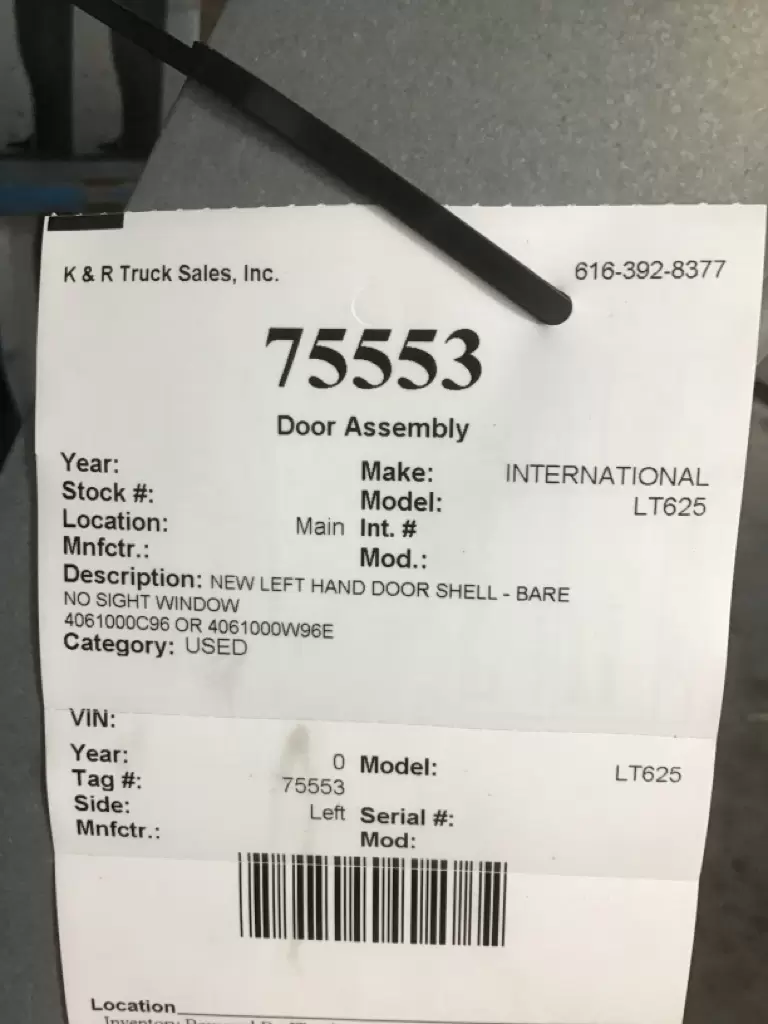 K & R Truck Sales, Inc. 616-392-8377
75553
Door Assembly
Year: Make: INTERNATIONAL
Stock #: Model: LT625
Location: Main Int. #
Mnfctr.: Mod.:
Description: NEW LEFT HAND DOOR SHELL - BARE
NO SIGHT WINDOW
4061000C96 OR 4061000W96E
Category: USED
VIN:
Year: 0 Model: LT625
Tag #: 75553
Side: Left Serial #:
Mnfctr.: Mod:
Location
Inventory